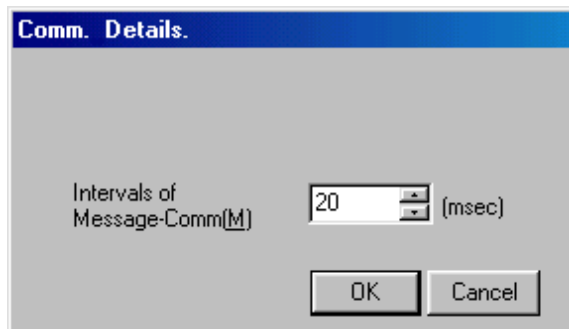 Comm. Details.
Intervals of
Message-Comm(M)
20
(msec)
OK
Cancel